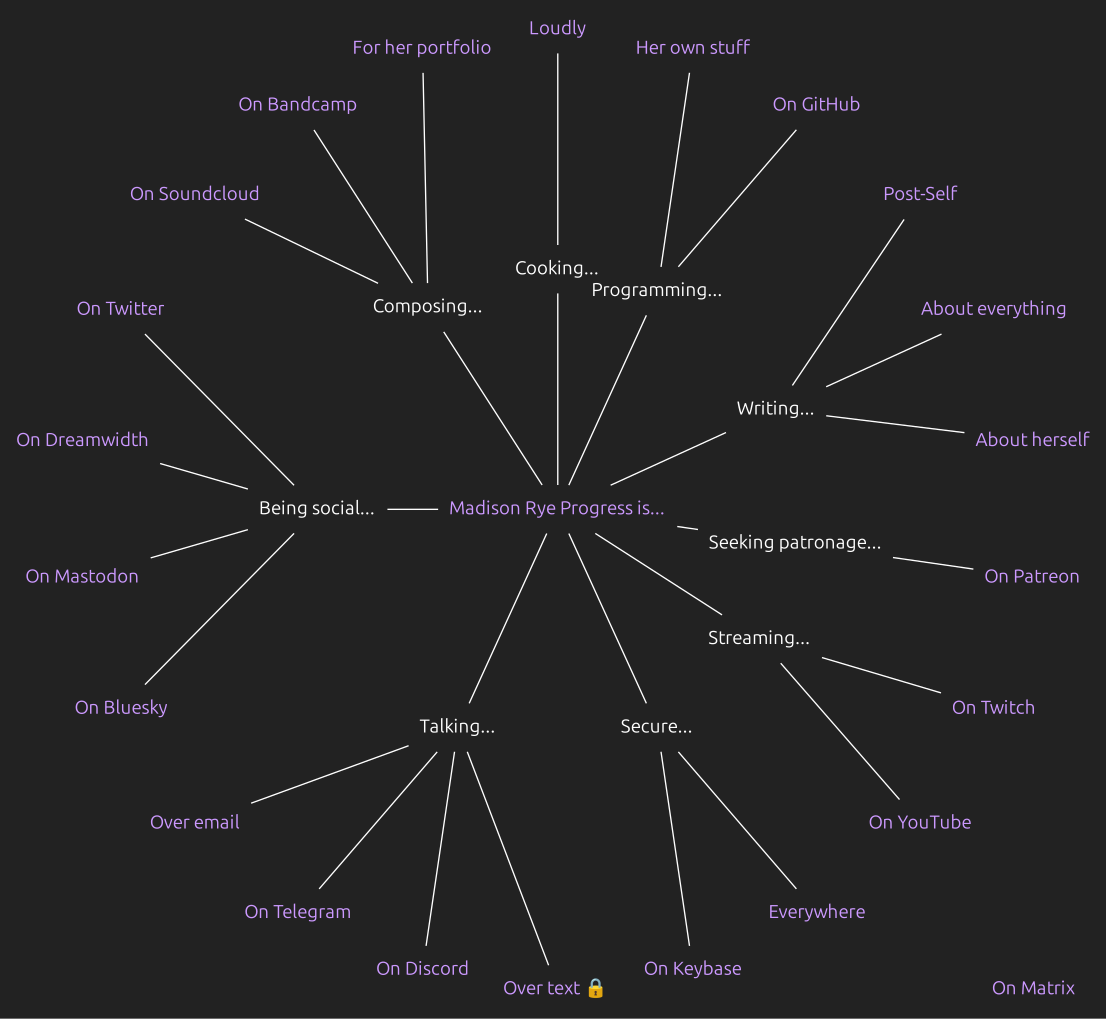 Loudly
For her portfolio
Her own stuff
On Bandcamp
On GitHub
On Soundcloud
Post-Self
Cooking...
Programming...
Composing...
On Twitter
About everything
Writing...
On Dreamwidth
About herself
Being social...
Madison Rye Progress is...
Seeking patronage...
On Mastodon
On Patreon
Streaming...
On Bluesky
On Twitch
Talking...
Secure...
Over email
On YouTube
On Telegram
Everywhere
On Discord
On Keybase
Over text 🔒
On Matrix